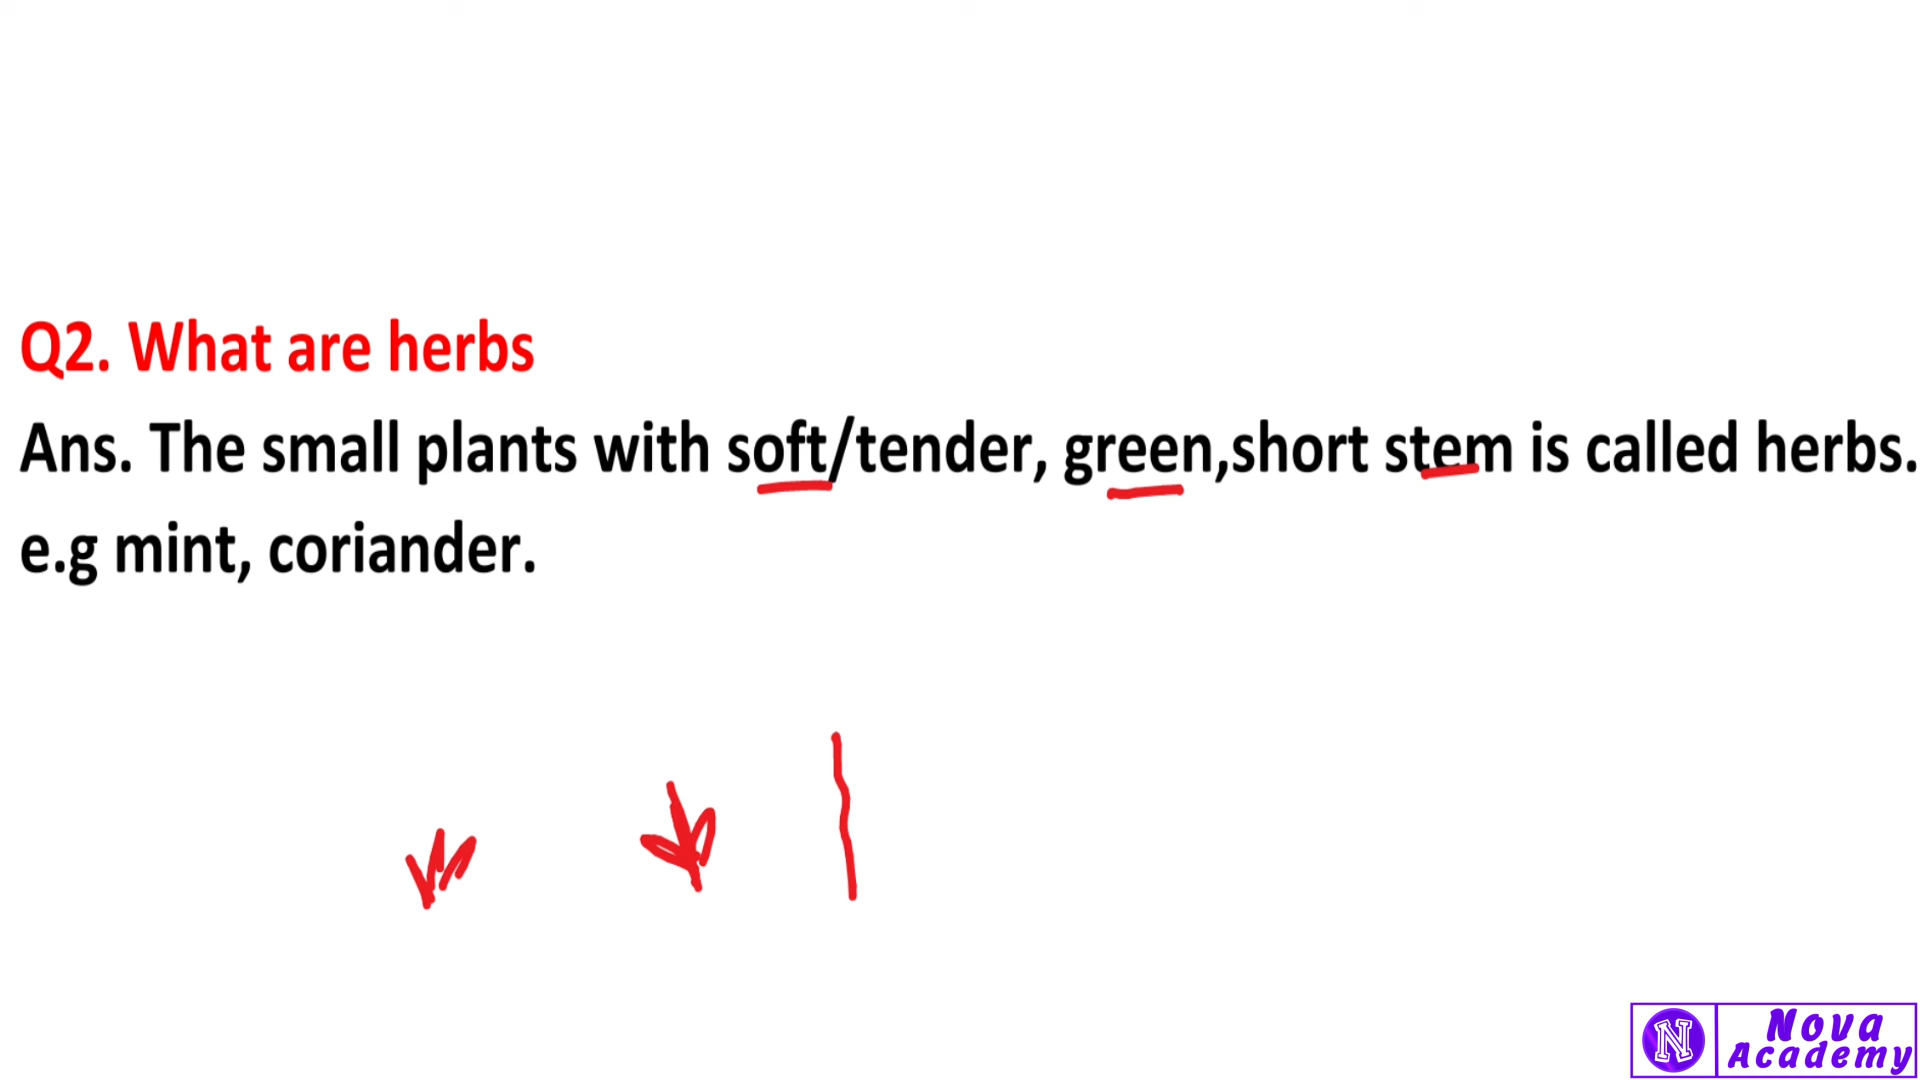 Q2. What are herbs
Ans. The small plants with soft/tender, green,short stem is called herbs.
e.g mint, coriander.
N
Nova
Academy